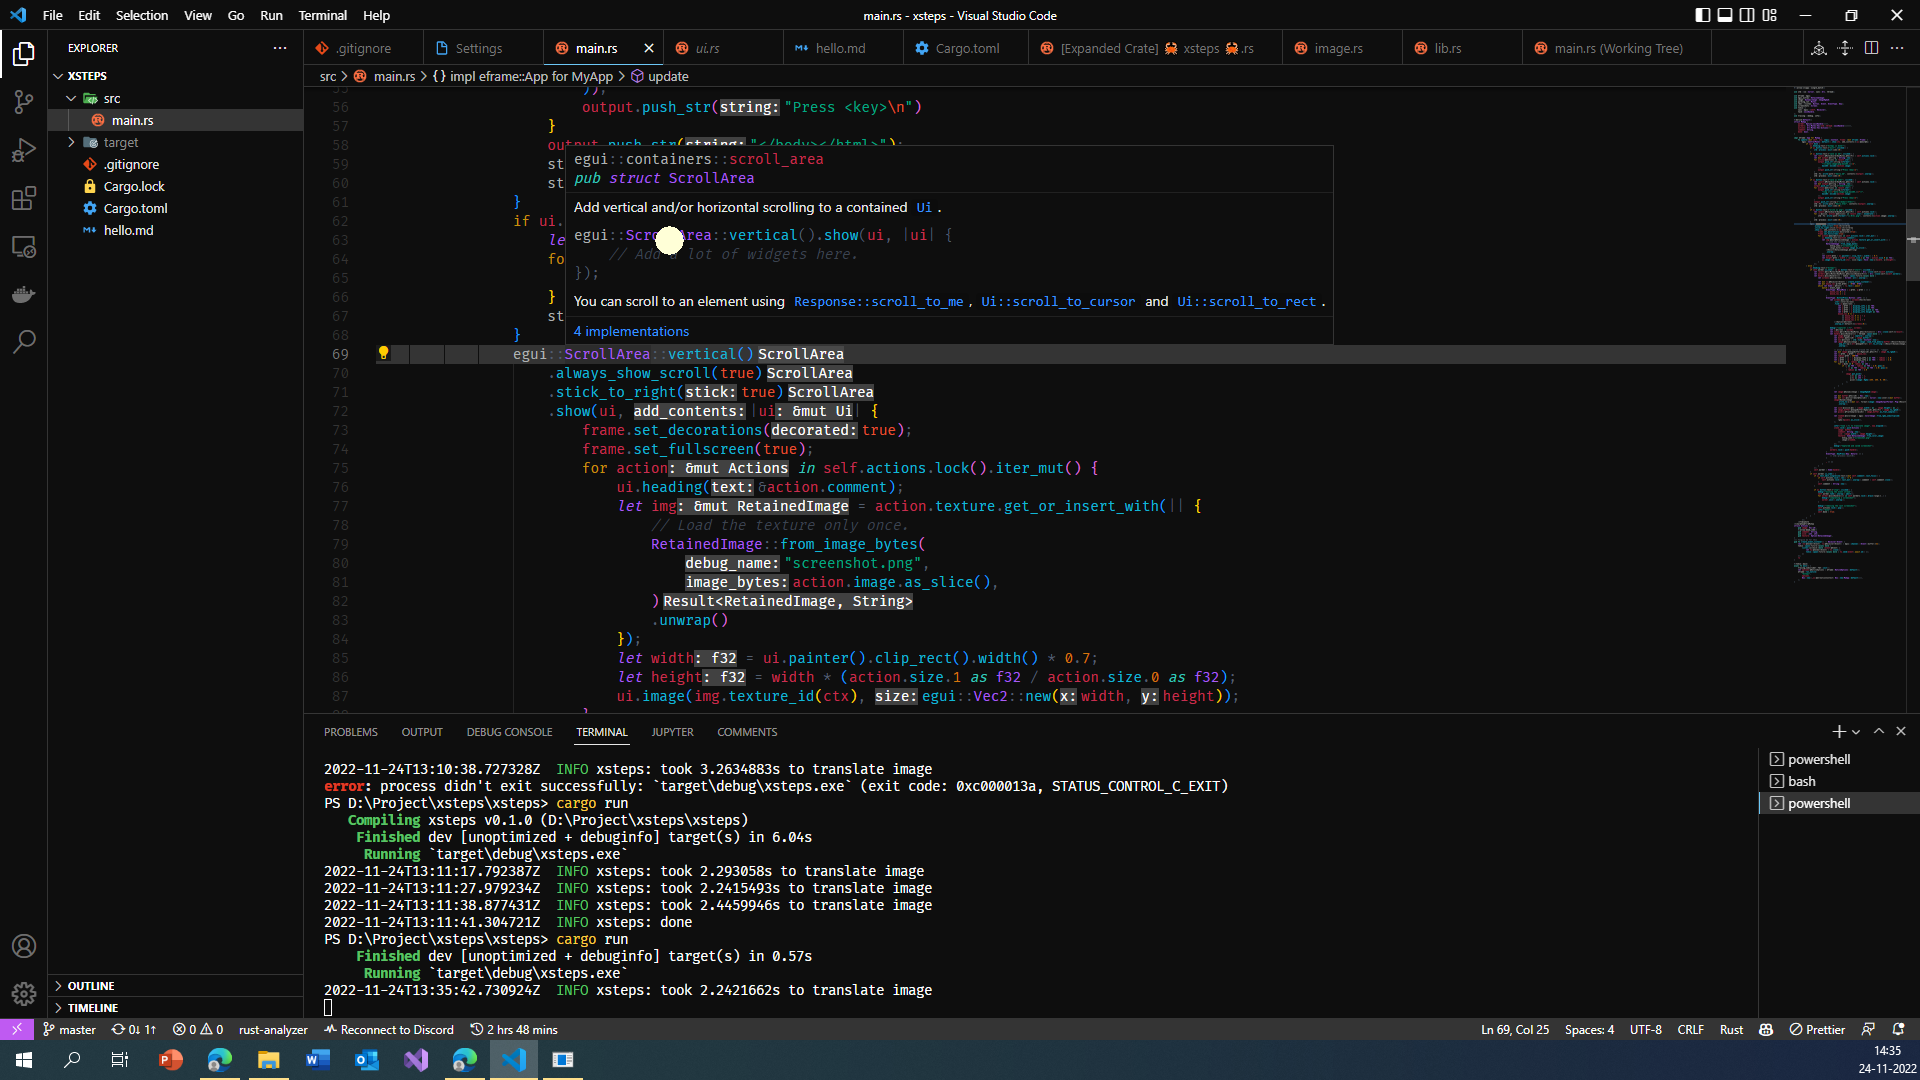 File Edit Selection View Go Run Terminal Help
main.rs - xsteps - Visual Studio Code
EXPLORER
XSTEPS
src
main.rs
target
.gitignore
Cargo.lock
Cargo.toml
hello.md
OUTLINE
TIMELINE
.gitignore Settings main.rs ui.rs hello.md Cargo.toml [Expanded Crate] 🦀 xsteps 🦀.rs image.rs lib.rs main.rs (Working Tree)
src > main.rs > {} impl eframe::App for MyApp > update
56 output.push_str(string: "Press <key>\n")
57 }
58 output.push_str(string: "</body></html>");
59 st
60 st
61 }
62 if ui.
63 le
64 fo
65
66 }
67 st
68 }
egui::containers::scroll_area
pub struct ScrollArea
Add vertical and/or horizontal scrolling to a contained Ui .
egui::ScrollArea::vertical().show(ui, |ui| {
// Add a lot of widgets here.
});
You can scroll to an element using Response::scroll_to_me , Ui::scroll_to_cursor and Ui::scroll_to_rect .
4 implementations
69 egui::ScrollArea::vertical() ScrollArea
70 .always_show_scroll(true) ScrollArea
71 .stick_to_right(stick: true) ScrollArea
72 .show(ui, add_contents: |ui: &mut Ui| {
73 frame.set_decorations(decorated: true);
74 frame.set_fullscreen(true);
75 for action: &mut Actions in self.actions.lock().iter_mut() {
76 ui.heading(text: &action.comment);
77 let img: &mut RetainedImage = action.texture.get_or_insert_with(|| {
78 // Load the texture only once.
79 RetainedImage::from_image_bytes(
80 debug_name: "screenshot.png",
81 image_bytes: action.image.as_slice(),
82 ) Result<RetainedImage, String>
83 .unwrap()
84 });
85 let width: f32 = ui.painter().clip_rect().width() * 0.7;
86 let height: f32 = width * (action.size.1 as f32 / action.size.0 as f32);
87 ui.image(img.texture_id(ctx), size: egui::Vec2::new(x: width, y: height));
PROBLEMS OUTPUT DEBUG CONSOLE TERMINAL JUPYTER COMMENTS
2022-11-24T13:10:38.727328Z INFO xsteps: took 3.2634883s to translate image
error: process didn't exit successfully: `target\debug\xsteps.exe` (exit code: 0xc000013a, STATUS_CONTROL_C_EXIT)
PS D:\Project\xsteps\xsteps> cargo run
Compiling xsteps v0.1.0 (D:\Project\xsteps\xsteps)
Finished dev [unoptimized + debuginfo] target(s) in 6.04s
Running `target\debug\xsteps.exe`
2022-11-24T13:11:17.792387Z INFO xsteps: took 2.293058s to translate image
2022-11-24T13:11:27.979234Z INFO xsteps: took 2.2415493s to translate image
2022-11-24T13:11:38.877431Z INFO xsteps: took 2.4459946s to translate image
2022-11-24T13:11:41.304721Z INFO xsteps: done
PS D:\Project\xsteps\xsteps> cargo run
Finished dev [unoptimized + debuginfo] target(s) in 0.57s
Running `target\debug\xsteps.exe`
2022-11-24T13:35:42.730924Z INFO xsteps: took 2.2421662s to translate image
powershell
bash
powershell
master 0↓ 1↑ 0 0 rust-analyzer Reconnect to Discord 2 hrs 48 mins
Ln 69, Col 25 Spaces: 4 UTF-8 CRLF Rust Prettier
14:35
24-11-2022